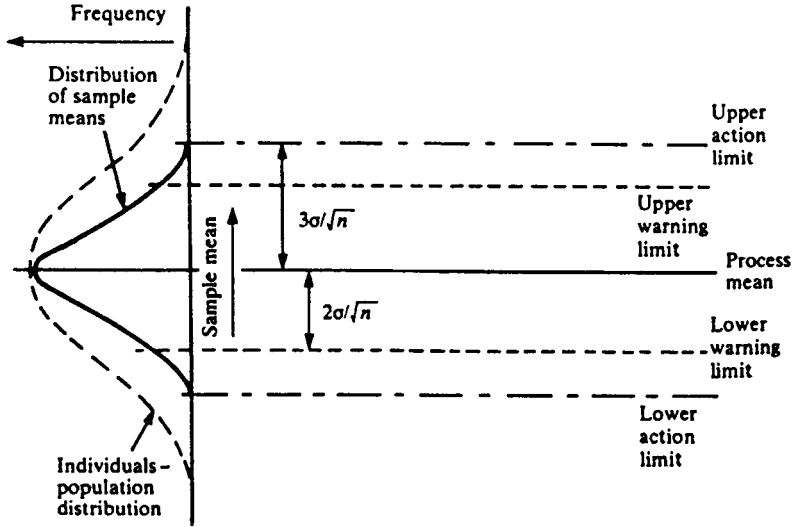 Frequency
Distribution
of sample
means
Upper
action
limit
3σ/√n
Upper
warning
limit
Sample mean
Process
mean
2σ/√n
Lower
warning
limit
Lower
action
limit
Individuals-
population
distribution